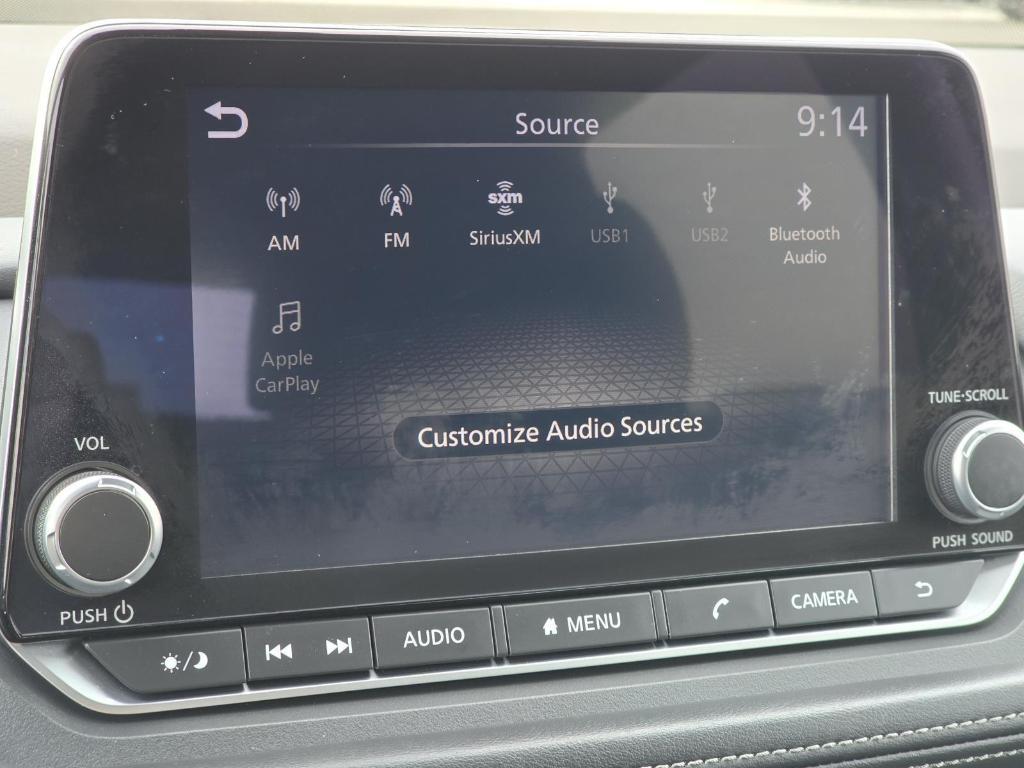 Source
9:14
AM
FM
sxm
SiriusXM
USB1
USB2
Bluetooth
Audio
Apple
CarPlay
Customize Audio Sources
VOL
PUSH
TUNE•SCROLL
PUSH SOUND
AUDIO
MENU
CAMERA